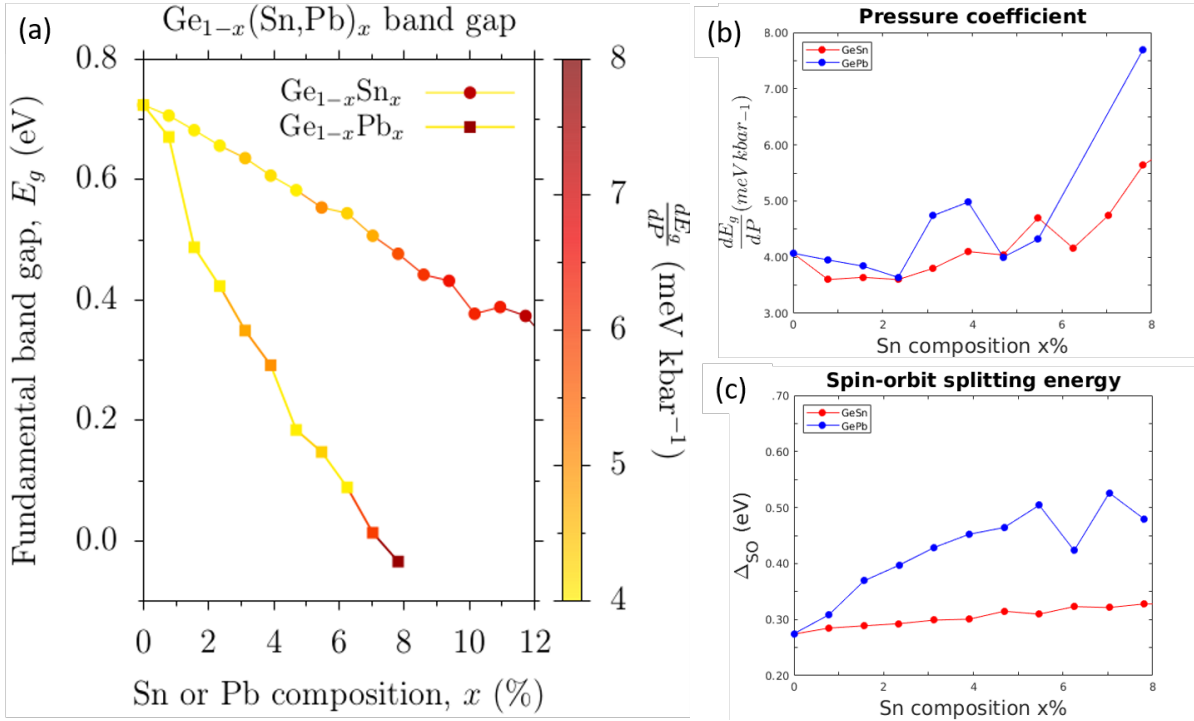 (a)
Ge1−x(Sn,Pb)x band gap
Fundamental band gap, Eg (eV)
0.8
0.6
0.4
0.2
0.0
Ge1−xSnx
Ge1−xPbx
0 2 4 6 8 10 12
Sn or Pb composition, x (%)
8
7
6
5
4
dEg/dP (meV kbar−1)
(b)
Pressure coefficient
GeSn
GePb
dEg/dP (meV kbar−1)
8.00
7.00
6.00
5.00
4.00
3.00
0 2 4 6 8
Sn composition x%
(c)
Spin-orbit splitting energy
GeSn
GePb
ΔSO (eV)
.70
0.50
0.40
0.30
0.20
0 2 4 6 8
Sn composition x%